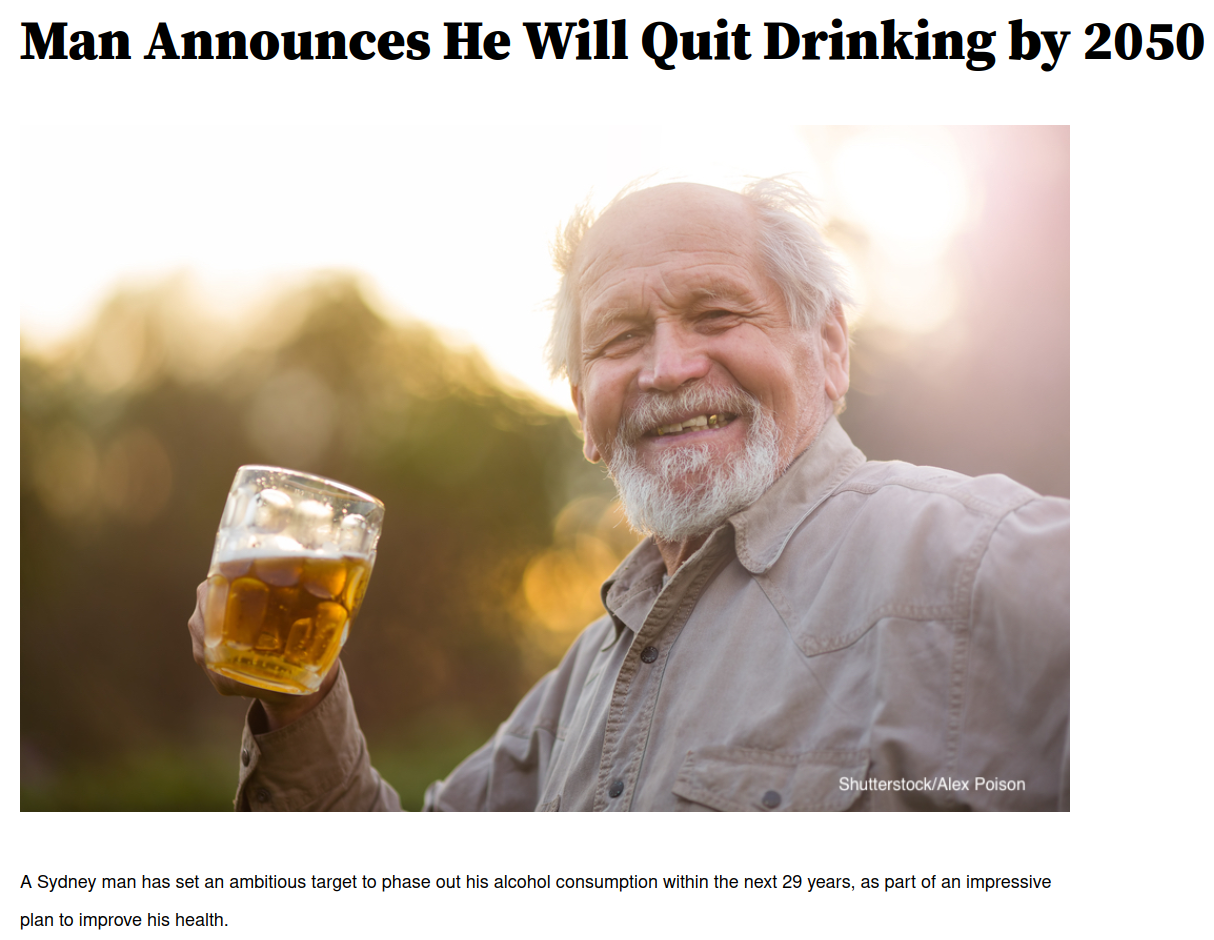 Man Announces He Will Quit Drinking by 2050
Shutterstock/Alex Poison
A Sydney man has set an ambitious target to phase out his alcohol consumption within the next 29 years, as part of an impressive
plan to improve his health.